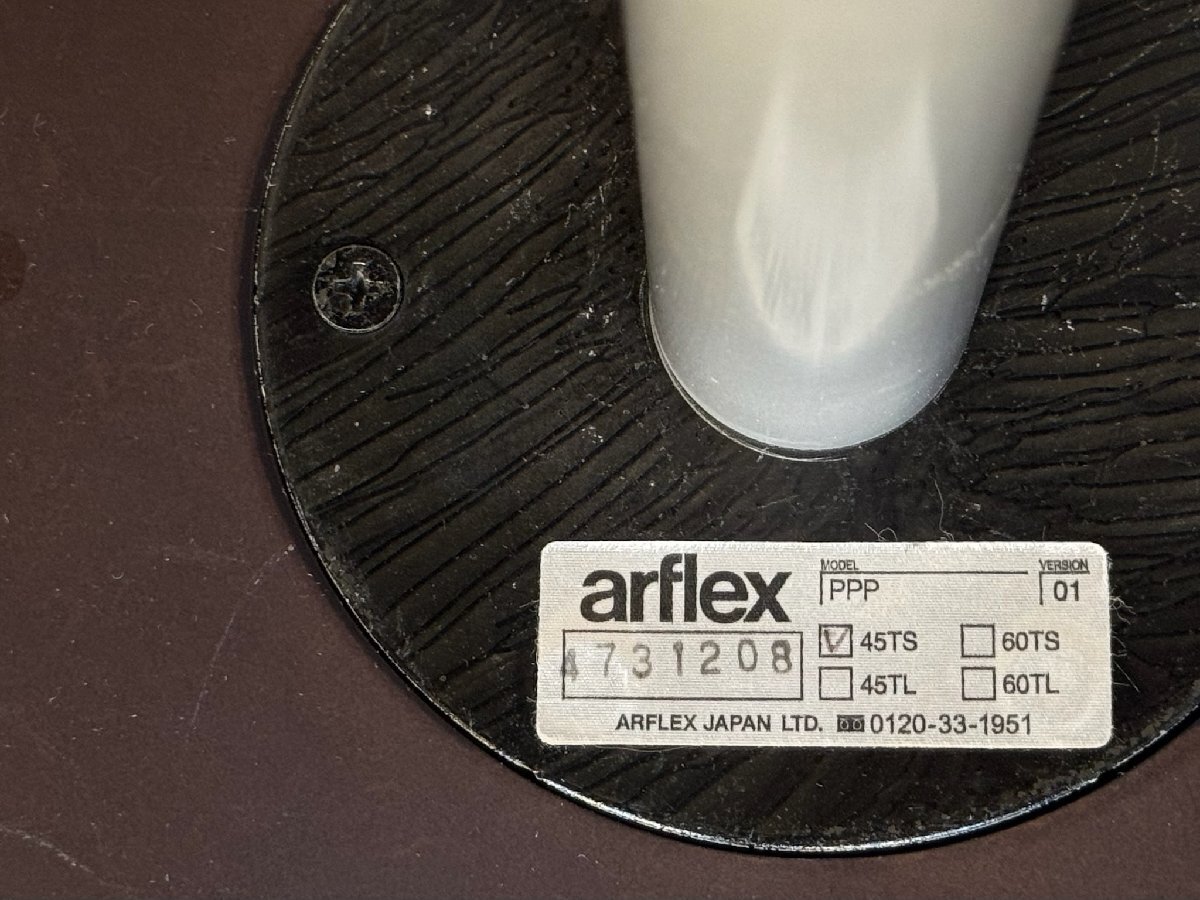 arflex
MODEL
PPP
VERSION
01
4731208
45TS 60TS
45TL 60TL
ARFLEX JAPAN LTD. 0120-33-1951